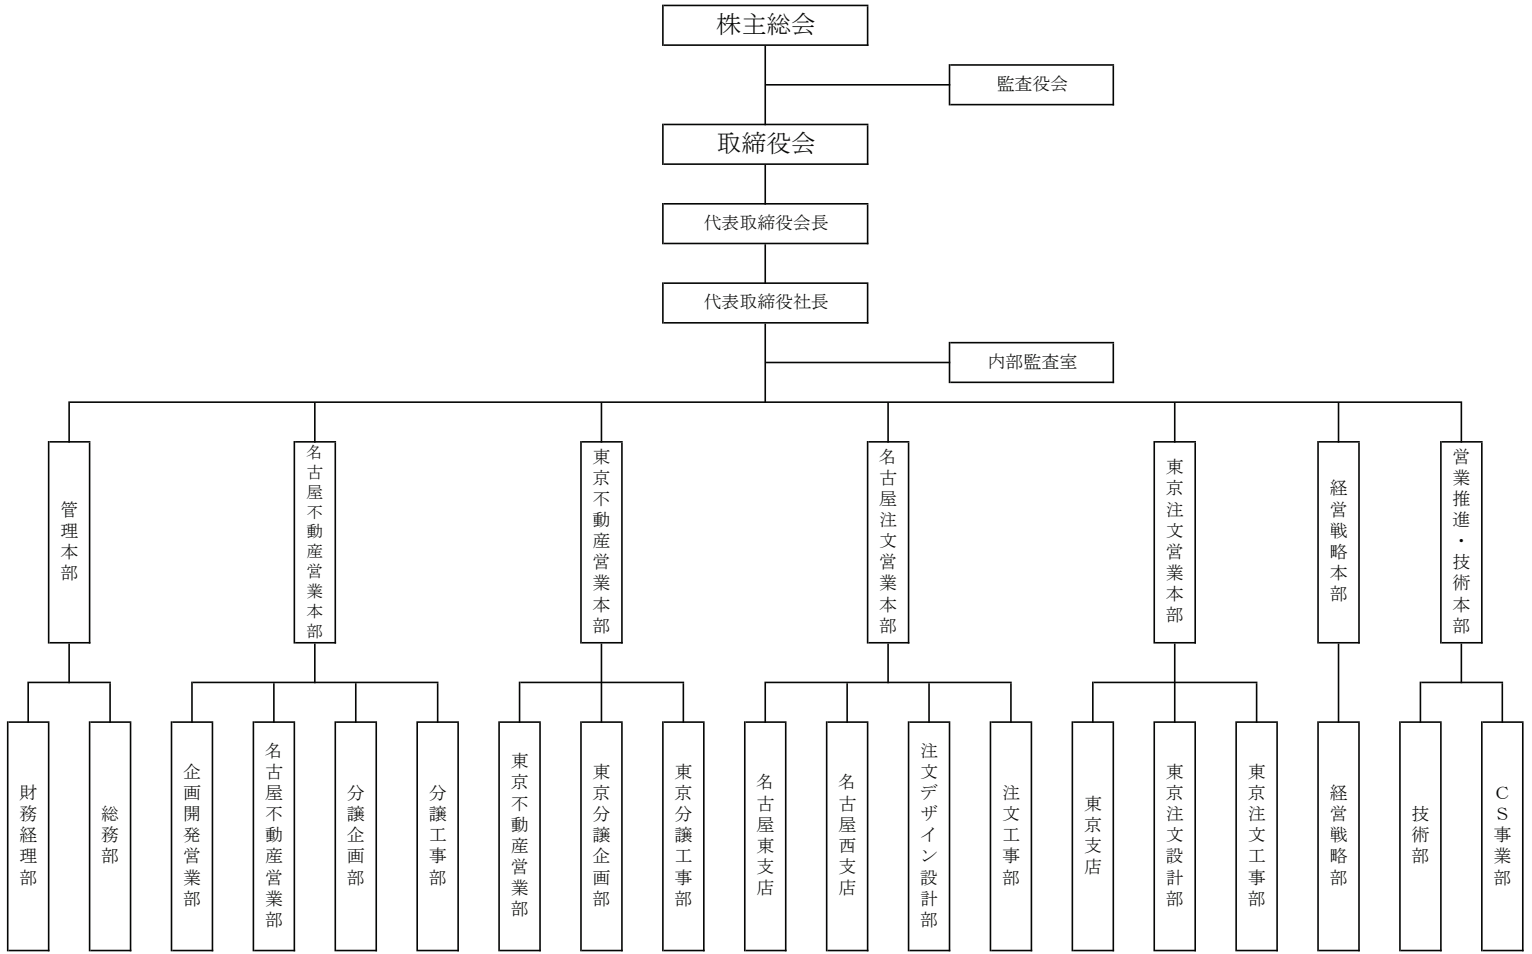 株主総会
監査役会
取締役会
代表取締役会長
代表取締役社長
内部監査室
管理本部
名古屋不動産営業本部
東京不動産営業本部
名古屋注文営業本部
東京注文営業本部
経営戦略本部
営業推進・技術本部
財務経理部
総務部
企画開発営業部
名古屋不動産営業部
分譲企画部
分譲工事部
東京不動産営業部
東京分譲企画部
東京分譲工事部
名古屋東支店
名古屋西支店
注文デザイン設計部
注文工事部
東京支店
東京注文設計部
東京注文工事部
経営戦略部
技術部
CS事業部